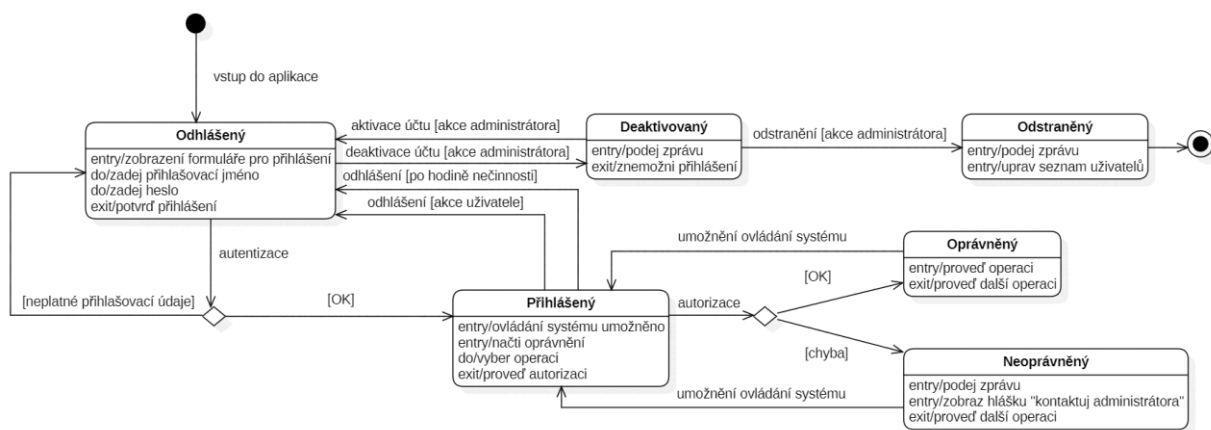 vstup do aplikace
Odhlášený
entry/zobrazení formuláře pro přihlášení
do/zadej přihlašovací jméno
do/zadej heslo
exit/potvrď přihlášení
aktivace účtu [akce administrátora]
deaktivace účtu [akce administrátora]
odhlášení [po hodině nečinnosti]
odhlášení [akce uživatele]
Deaktivovaný
entry/podej zprávu
exit/znemožni přihlášení
odstranění [akce administrátora]
Odstraněný
entry/podej zprávu
entry/uprav seznam uživatelů
autentizace
[neplatné přihlašovací údaje]
[OK]
Přihlášený
entry/ovládání systému umožněno
entry/načti oprávnění
do/vyber operaci
exit/proveď autorizaci
umožnění ovládání systému
autorizace
[OK]
[chyba]
Oprávněný
entry/proveď operaci
exit/proveď další operaci
umožnění ovládání systému
Neoprávněný
entry/podej zprávu
entry/zobraz hlášku "kontaktuj administrátora"
exit/proveď další operaci